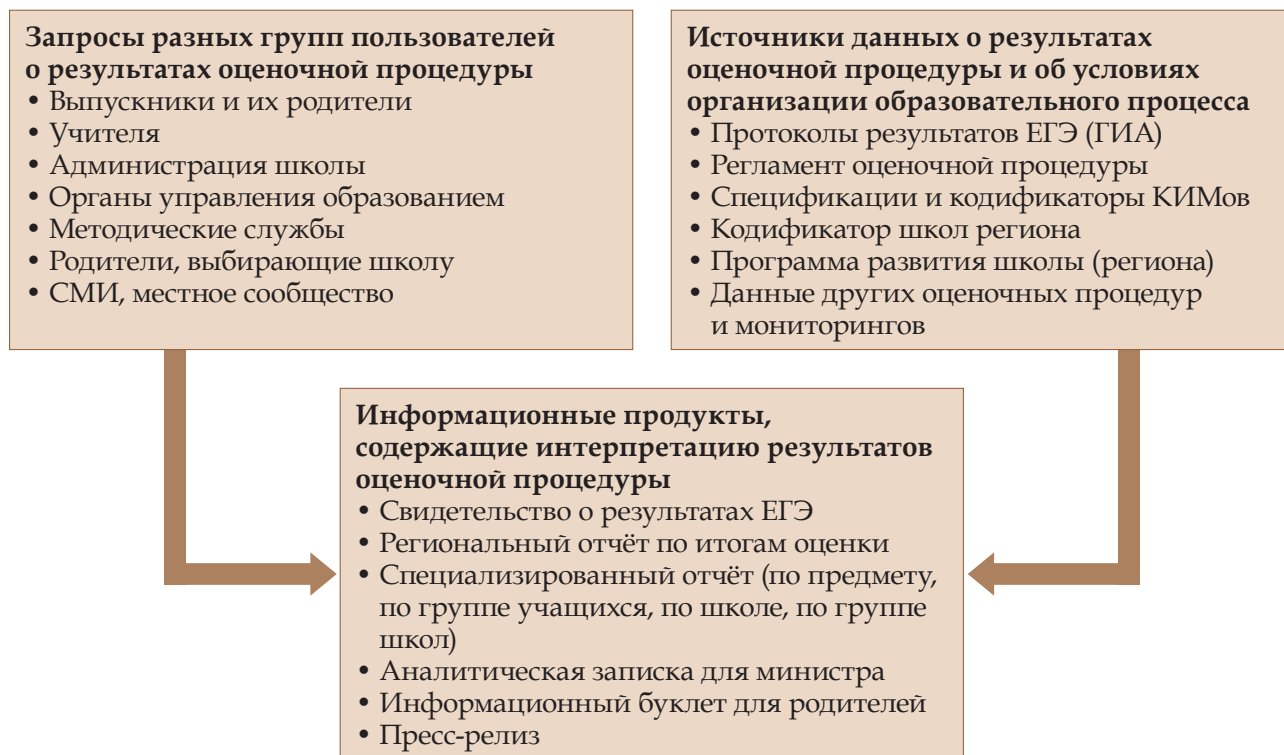 Запросы разных групп пользователей
о результатах оценочной процедуры
• Выпускники и их родители
• Учителя
• Администрация школы
• Органы управления образованием
• Методические службы
• Родители, выбирающие школу
• СМИ, местное сообщество
Источники данных о результатах
оценочной процедуры и об условиях
организации образовательного процесса
• Протоколы результатов ЕГЭ (ГИА)
• Регламент оценочной процедуры
• Спецификации и кодификаторы КИМов
• Кодификатор школ региона
• Программа развития школы (региона)
• Данные других оценочных процедур
и мониторингов
Информационные продукты,
содержащие интерпретацию результатов
оценочной процедуры
• Свидетельство о результатах ЕГЭ
• Региональный отчёт по итогам оценки
• Специализированный отчёт (по предмету,
по группе учащихся, по школе, по группе
школ)
• Аналитическая записка для министра
• Информационный буклет для родителей
• Пресс-релиз